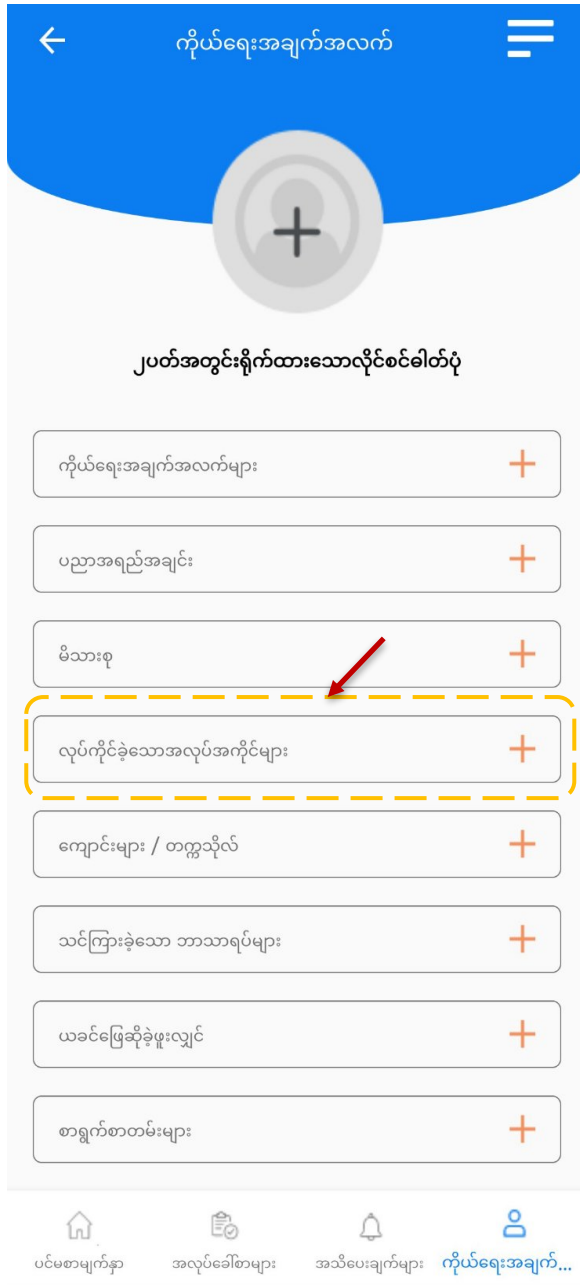 ကိုယ်ရေးအချက်အလက်
၂ပတ်အတွင်းရိုက်ထားသောလိုင်စင်ဓါတ်ပုံ
ကိုယ်ရေးအချက်အလက်များ
ပညာအရည်အချင်း
မိသားစု
လုပ်ကိုင်ခဲ့သောအလုပ်အကိုင်များ
ကျောင်းများ / တက္ကသိုလ်
သင်ကြားခဲ့သော ဘာသာရပ်များ
ယခင်ဖြေဆိုခဲ့ဖူးလျှင်
စာရွက်စာတမ်းများ
ပင်မစာမျက်နှာ အလုပ်ခေါ်စာများ အသိပေးချက်များ ကိုယ်ရေးအချက်...